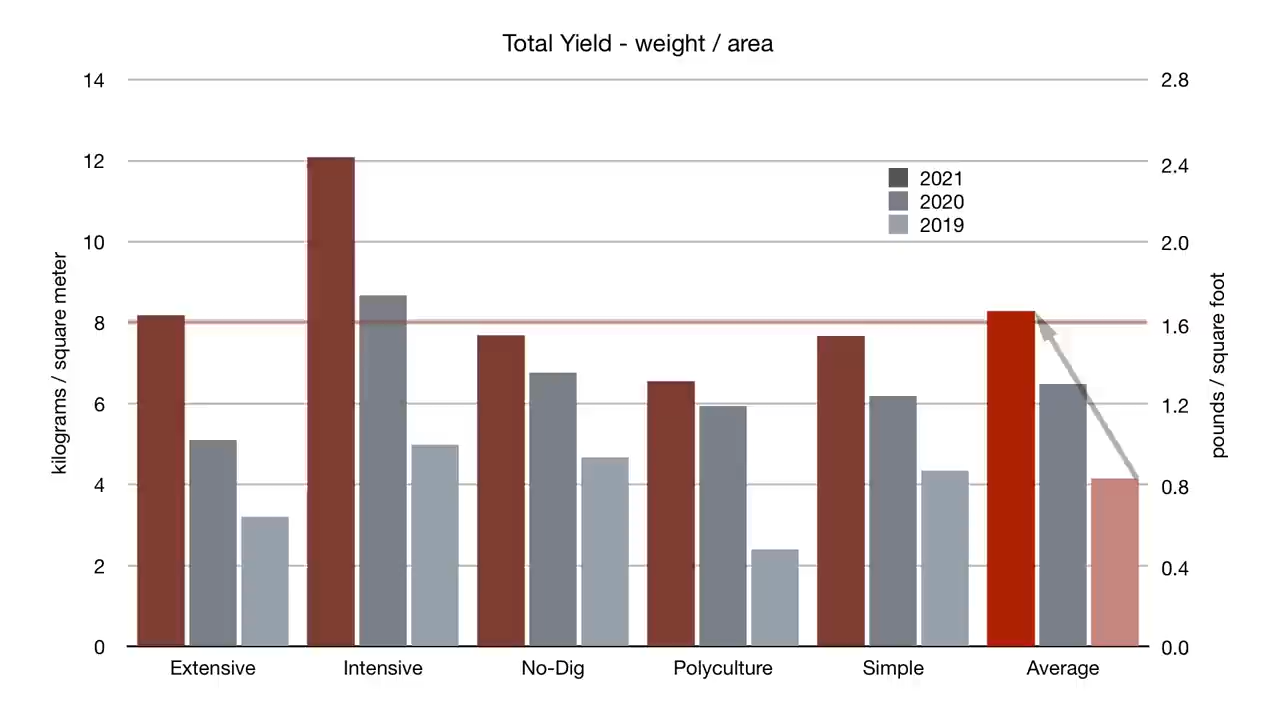 Total Yield - weight / area
kilograms / square meter
14
12
10
8
6
4
2
0
2.8
2.4
2.0
1.6
1.2
0.8
0.4
0.0
pounds / square foot
2021
2020
2019
Extensive
Intensive
No-Dig
Polyculture
Simple
Average